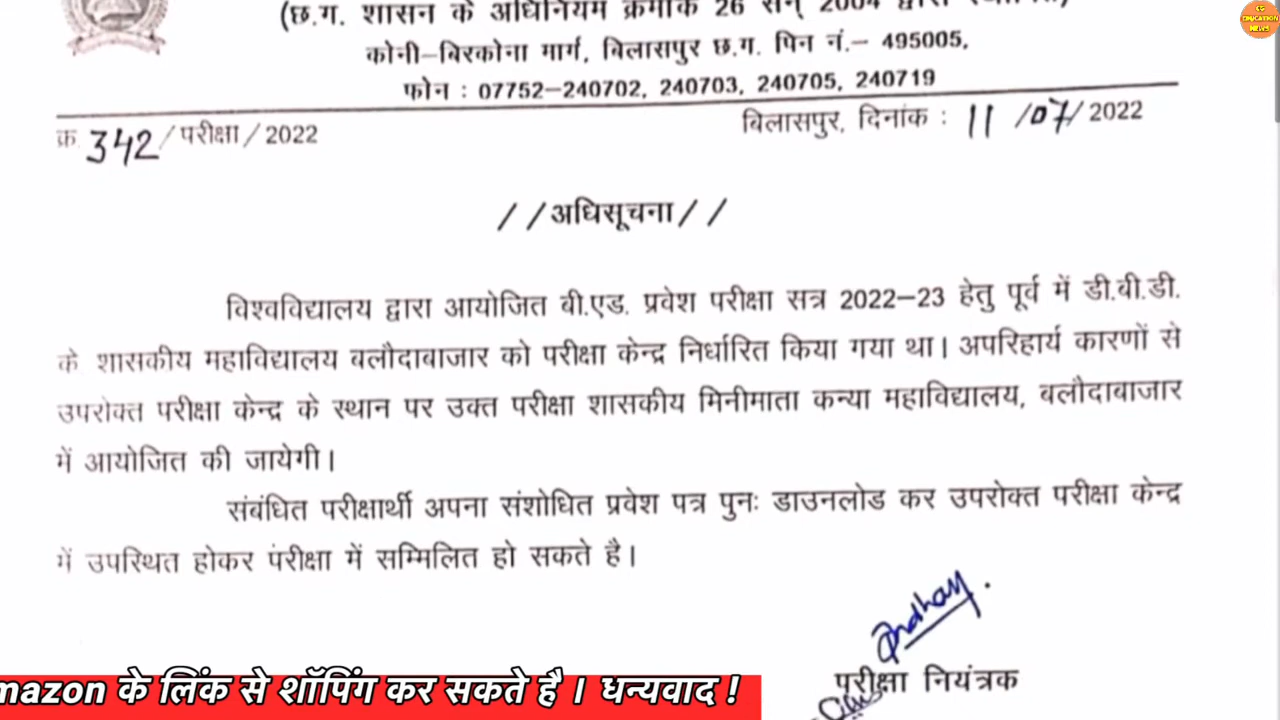 CG
EDUCATION
NEWS
(छ.ग. शासन के अधिनियम क्रमांक 26 सन् 2004 द्वारा
कोनी–बिरकोना मार्ग, बिलासपुर छ.ग. पिन नं.– 495005,
फोन : 07752–240702, 240703, 240705, 240719
क्र 342/परीक्षा/2022
बिलासपुर, दिनांक : 11/07/2022
//अधिसूचना//
विश्वविद्यालय द्वारा आयोजित बी.एड. प्रवेश परीक्षा सत्र 2022–23 हेतु पूर्व में डी.बी.डी.
के शासकीय महाविद्यालय बलौदाबाजार को परीक्षा केन्द्र निर्धारित किया गया था। अपरिहार्य कारणों से
उपरोक्त परीक्षा केन्द्र के स्थान पर उक्त परीक्षा शासकीय मिनीमाता कन्या महाविद्यालय, बलौदाबाजार
में आयोजित की जायेगी।
संबंधित परीक्षार्थी अपना संशोधित प्रवेश पत्र पुनः डाउनलोड कर उपरोक्त परीक्षा केन्द्र
में उपस्थित होकर पंरीक्षा में सम्मिलित हो सकते है।
परीक्षा नियंत्रक
mazon के लिंक से शॉपिंग कर सकते है । धन्यवाद !